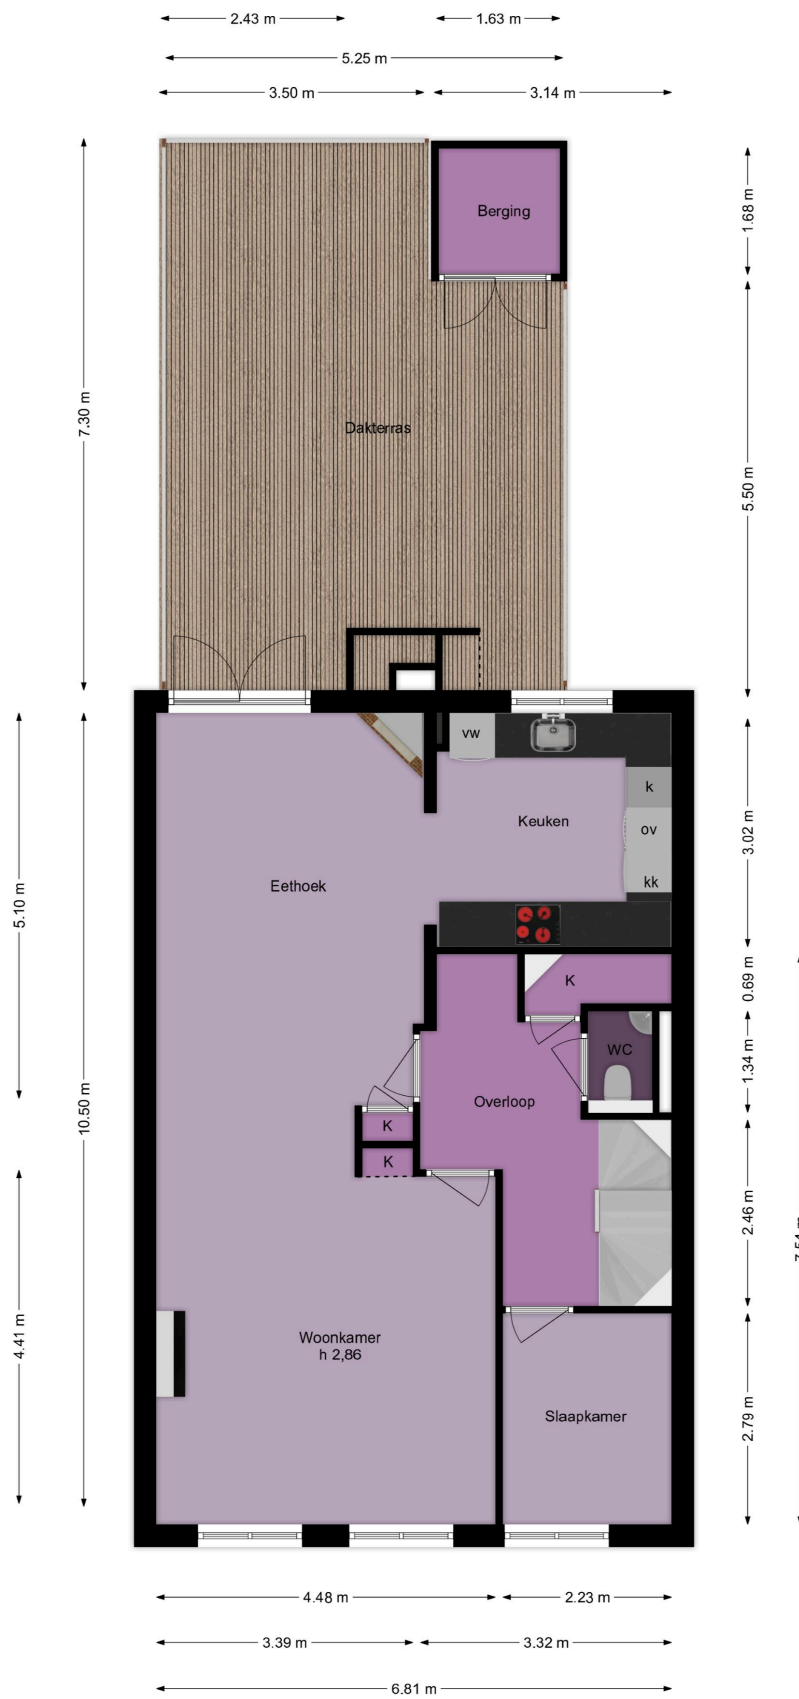 2.43 m
1.63 m
5.25 m
3.50 m
3.14 m
Berging
1.68 m
7.30 m
Dakterras
5.50 m
vw
k
Keuken
ov
3.02 m
kk
Eethoek
5.10 m
K
0.69 m
WC
1.34 m
Overloop
10.50 m
K
K
2.46 m
4.41 m
Woonkamer
h 2,86
Slaapkamer
2.79 m
4.48 m
2.23 m
3.39 m
3.32 m
6.81 m